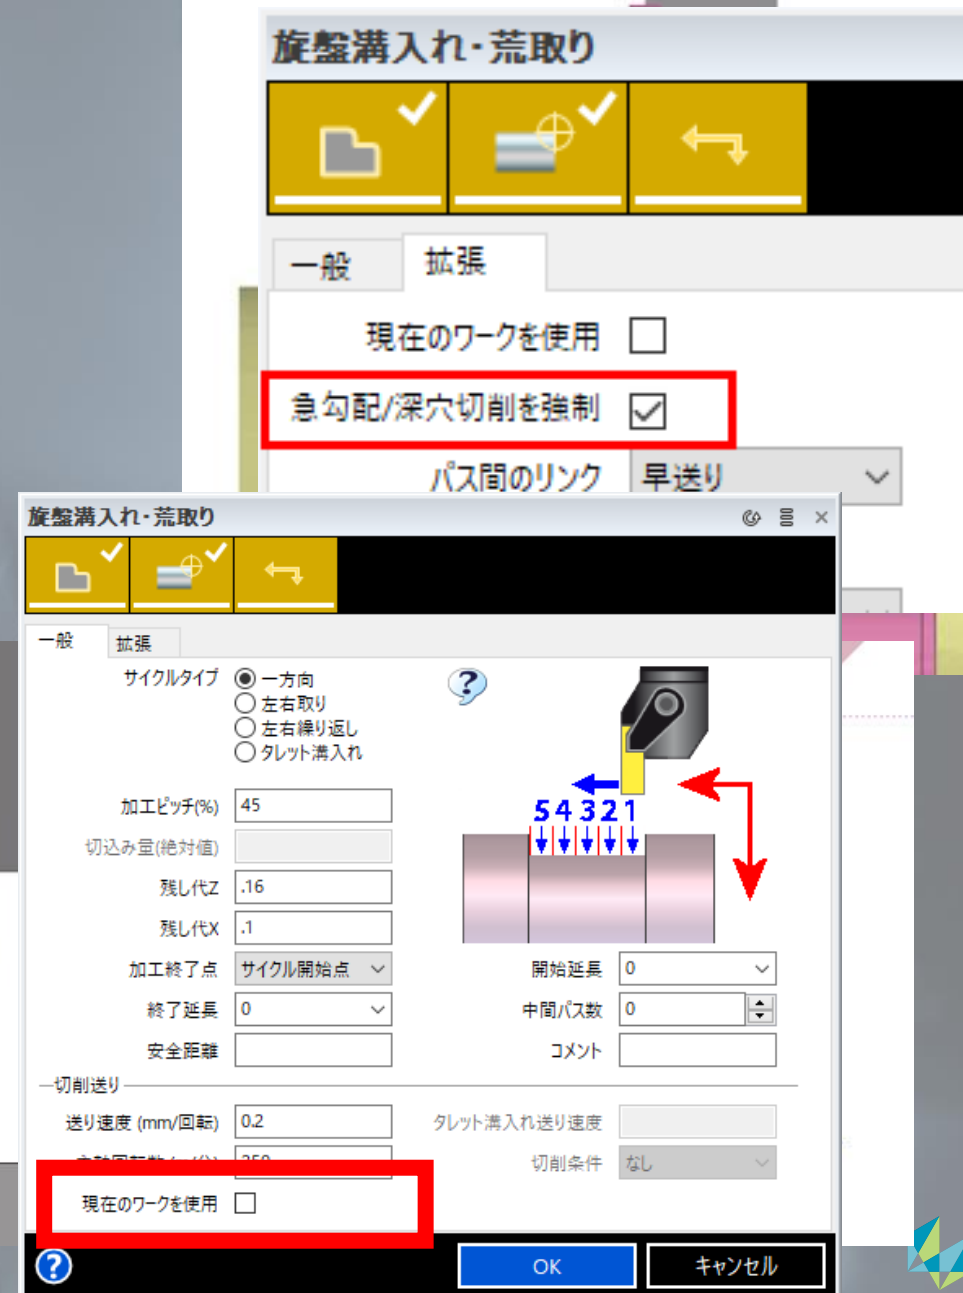 旋盤溝入れ・荒取り
一般 拡張
現在のワークを使用
急勾配/深穴切削を強制
パス間のリンク 早送り
旋盤溝入れ・荒取り
一般 拡張
サイクルタイプ 一方向
左右取り
左右繰り返し
タレット溝入れ
5 4 3 2 1
加工ピッチ(%) 45
切込み量(絶対値)
残し代Z .16
残し代X .1
加工終了点 サイクル開始点 開始延長 0
終了延長 0 中間パス数 0
安全距離 コメント
切削送り
送り速度 (mm/回転) 0.2 タレット溝入れ送り速度
切削条件 なし
現在のワークを使用
OK キャンセル